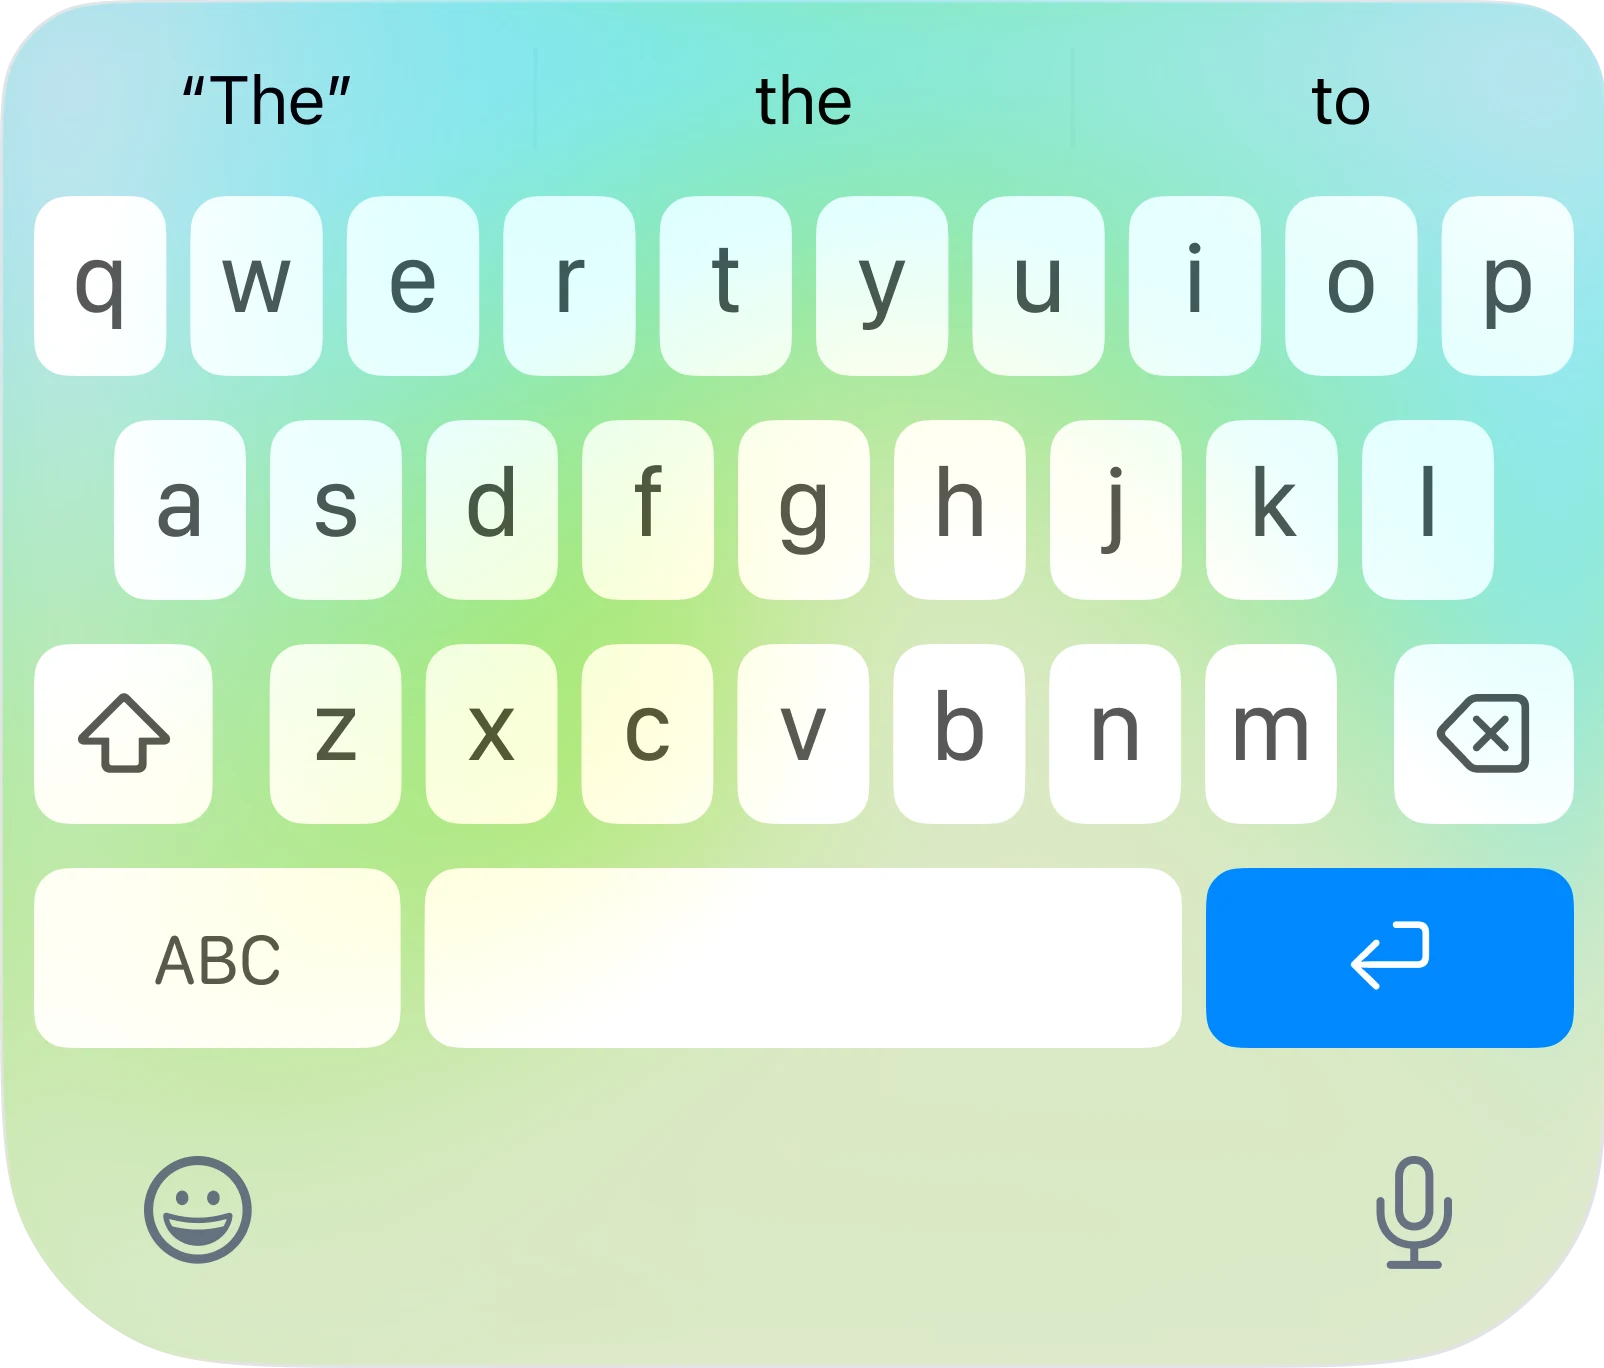 “The” the to
q w e r t y u i o p
a s d f g h j k l
z x c v b n m
ABC